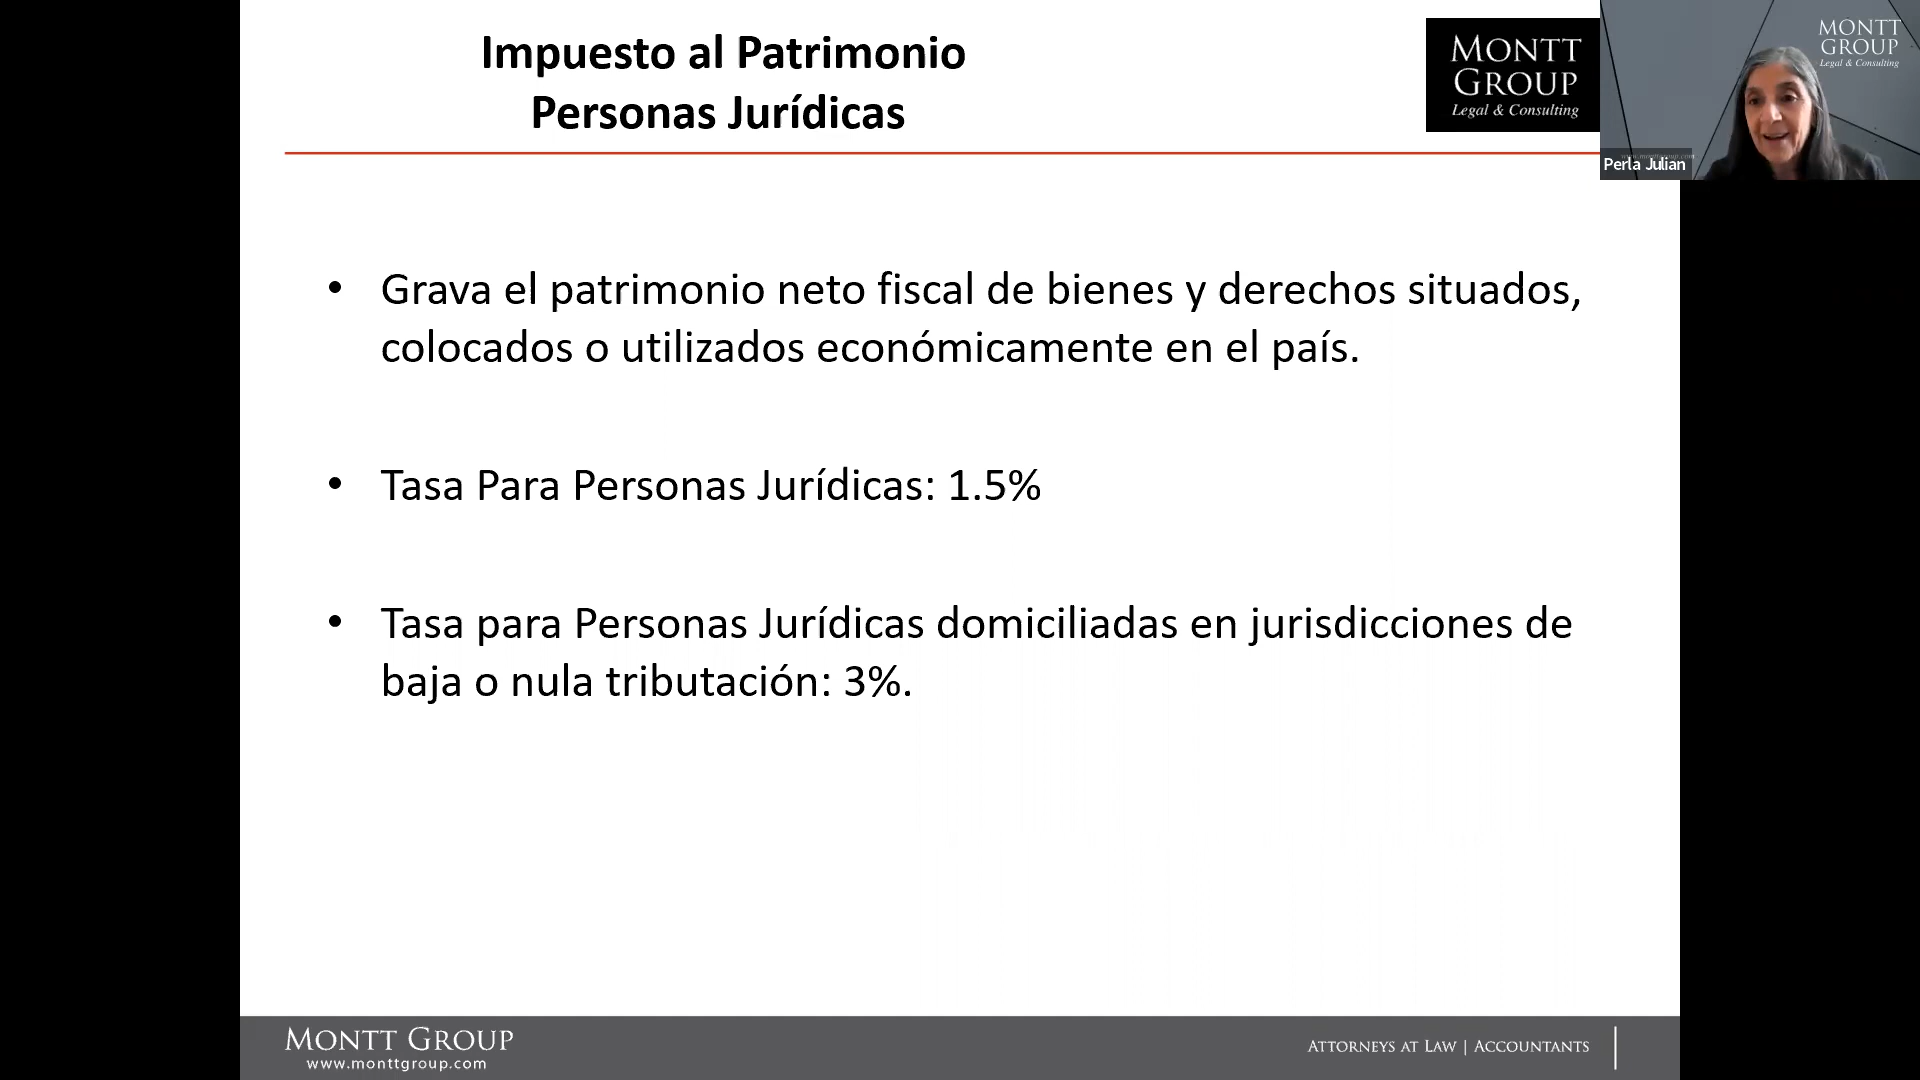 Impuesto al Patrimonio
Personas Jurídicas
MONTT
GROUP
Legal & Consulting
MONTT
GROUP
Legal & Consulting
Perla Julian
• Grava el patrimonio neto fiscal de bienes y derechos situados,
colocados o utilizados económicamente en el país.
• Tasa Para Personas Jurídicas: 1.5%
• Tasa para Personas Jurídicas domiciliadas en jurisdicciones de
baja o nula tributación: 3%.
MONTT GROUP
www.monttgroup.com
ATTORNEYS AT LAW | ACCOUNTANTS